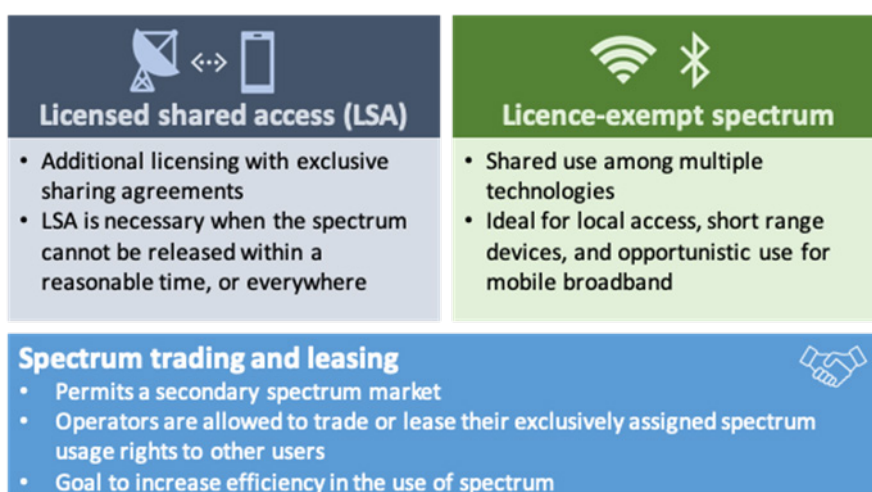 Licensed shared access (LSA)
• Additional licensing with exclusive
sharing agreements
• LSA is necessary when the spectrum
cannot be released within a
reasonable time, or everywhere
Licence-exempt spectrum
• Shared use among multiple
technologies
• Ideal for local access, short range
devices, and opportunistic use for
mobile broadband
Spectrum trading and leasing
• Permits a secondary spectrum market
• Operators are allowed to trade or lease their exclusively assigned spectrum
usage rights to other users
• Goal to increase efficiency in the use of spectrum